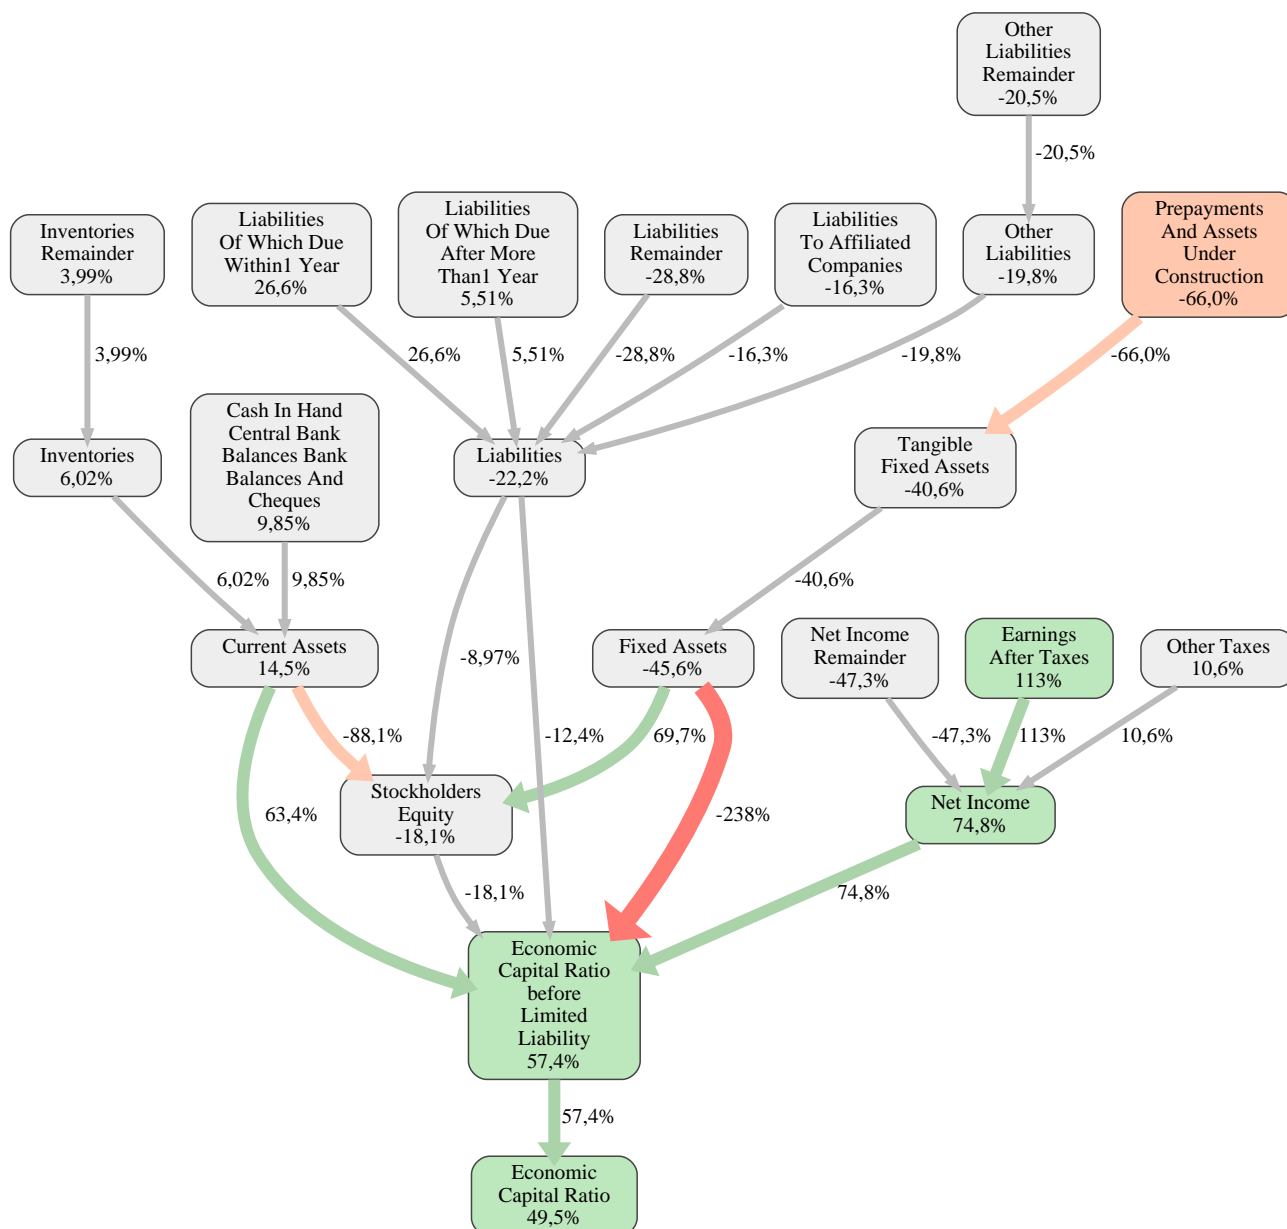 Other
Liabilities
Remainder
-20,5%
-20,5%
Inventories
Remainder
3,99%
Liabilities
Of Which Due
Within1 Year
26,6%
Liabilities
Of Which Due
After More
Than1 Year
5,51%
Liabilities
Remainder
-28,8%
Liabilities
To Affiliated
Companies
-16,3%
Other
Liabilities
-19,8%
Prepayments
And Assets
Under
Construction
-66,0%
3,99%
26,6%
5,51%
-28,8%
-16,3%
-19,8%
-66,0%
Inventories
6,02%
Cash In Hand
Central Bank
Balances Bank
Balances And
Cheques
9,85%
Liabilities
-22,2%
Tangible
Fixed Assets
-40,6%
6,02%
9,85%
-40,6%
Current Assets
14,5%
-8,97%
Fixed Assets
-45,6%
Net Income
Remainder
-47,3%
Earnings
After Taxes
113%
Other Taxes
10,6%
-88,1%
-12,4%
69,7%
-47,3%
113%
10,6%
63,4%
Stockholders
Equity
-18,1%
-238%
Net Income
74,8%
-18,1%
74,8%
Economic
Capital Ratio
before
Limited
Liability
57,4%
57,4%
Economic
Capital Ratio
49,5%